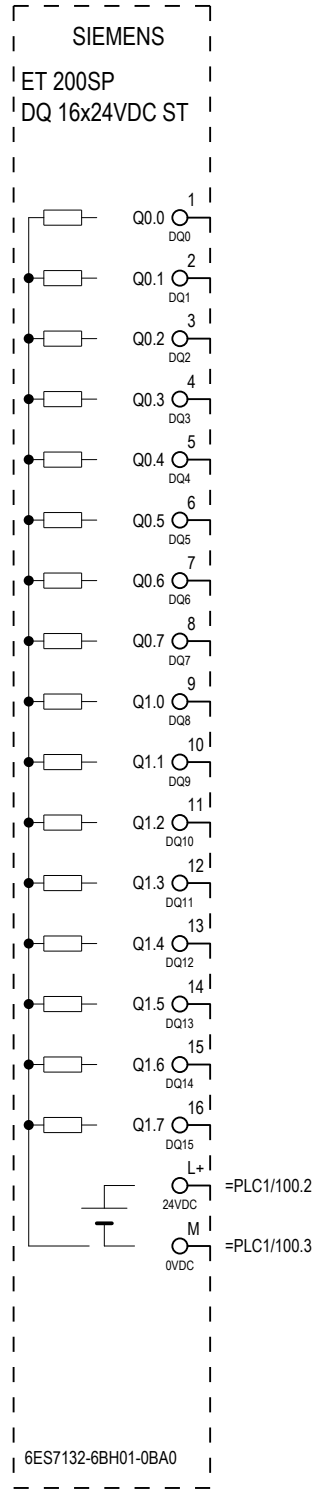 SIEMENS
ET 200SP
DQ 16x24VDC ST
1
Q0.0
DQ0
2
Q0.1
DQ1
3
Q0.2
DQ2
4
Q0.3
DQ3
5
Q0.4
DQ4
6
Q0.5
DQ5
7
Q0.6
DQ6
8
Q0.7
DQ7
9
Q1.0
DQ8
10
Q1.1
DQ9
11
Q1.2
DQ10
12
Q1.3
DQ11
13
Q1.4
DQ12
14
Q1.5
DQ13
15
Q1.6
DQ14
16
Q1.7
DQ15
L+
=PLC1/100.2
24VDC
M
=PLC1/100.3
0VDC
6ES7132-6BH01-0BA0